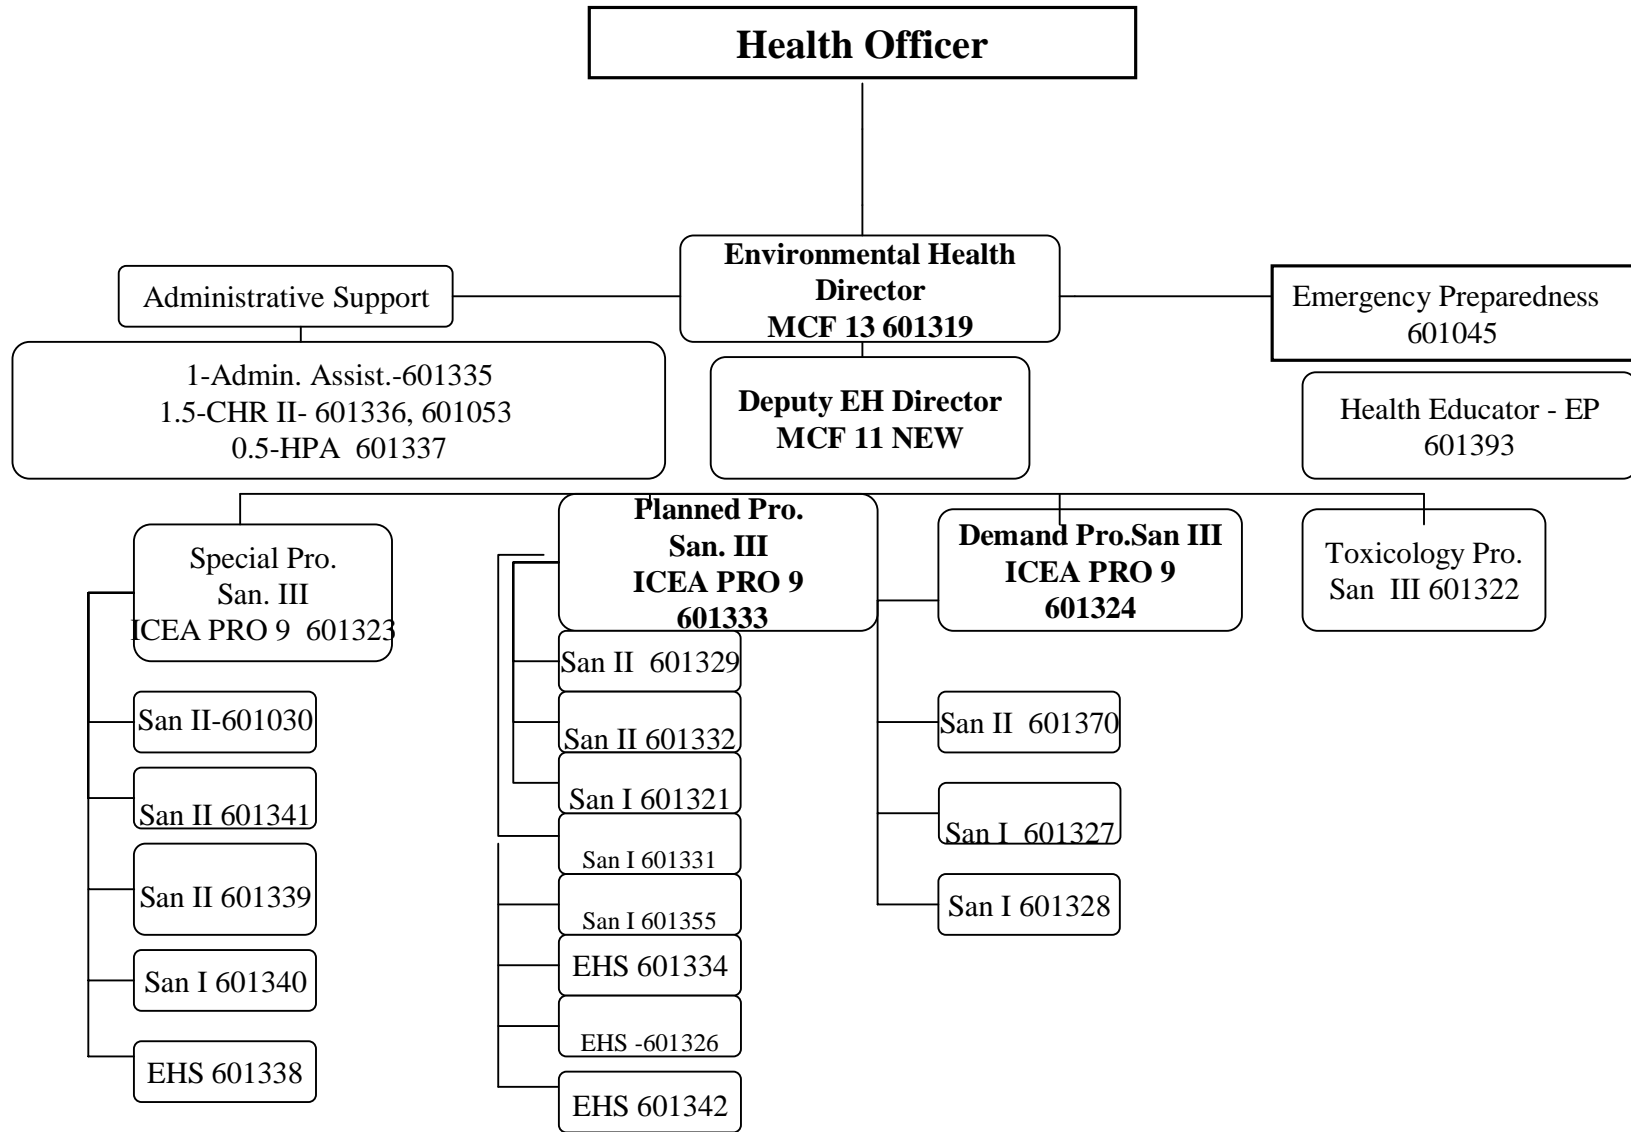 Health Officer
Environmental Health
Director
MCF 13 601319
Administrative Support
Emergency Preparedness
601045
1-Admin. Assist.-601335
1.5-CHR II- 601336, 601053
0.5-HPA  601337
Deputy EH Director
MCF 11 NEW
Health Educator - EP
601393
Special Pro.
San. III
ICEA PRO 9  601323
San II-601030
San II 601341
San II 601339
San I 601340
EHS 601338
Planned Pro.
San. III
ICEA PRO 9
601333
San II  601329
San II 601332
San I 601321
San I 601331
San I 601355
EHS 601334
EHS -601326
EHS 601342
Demand Pro.San III
ICEA PRO 9
601324
San II  601370
San I  601327
San I 601328
Toxicology Pro.
San  III 601322